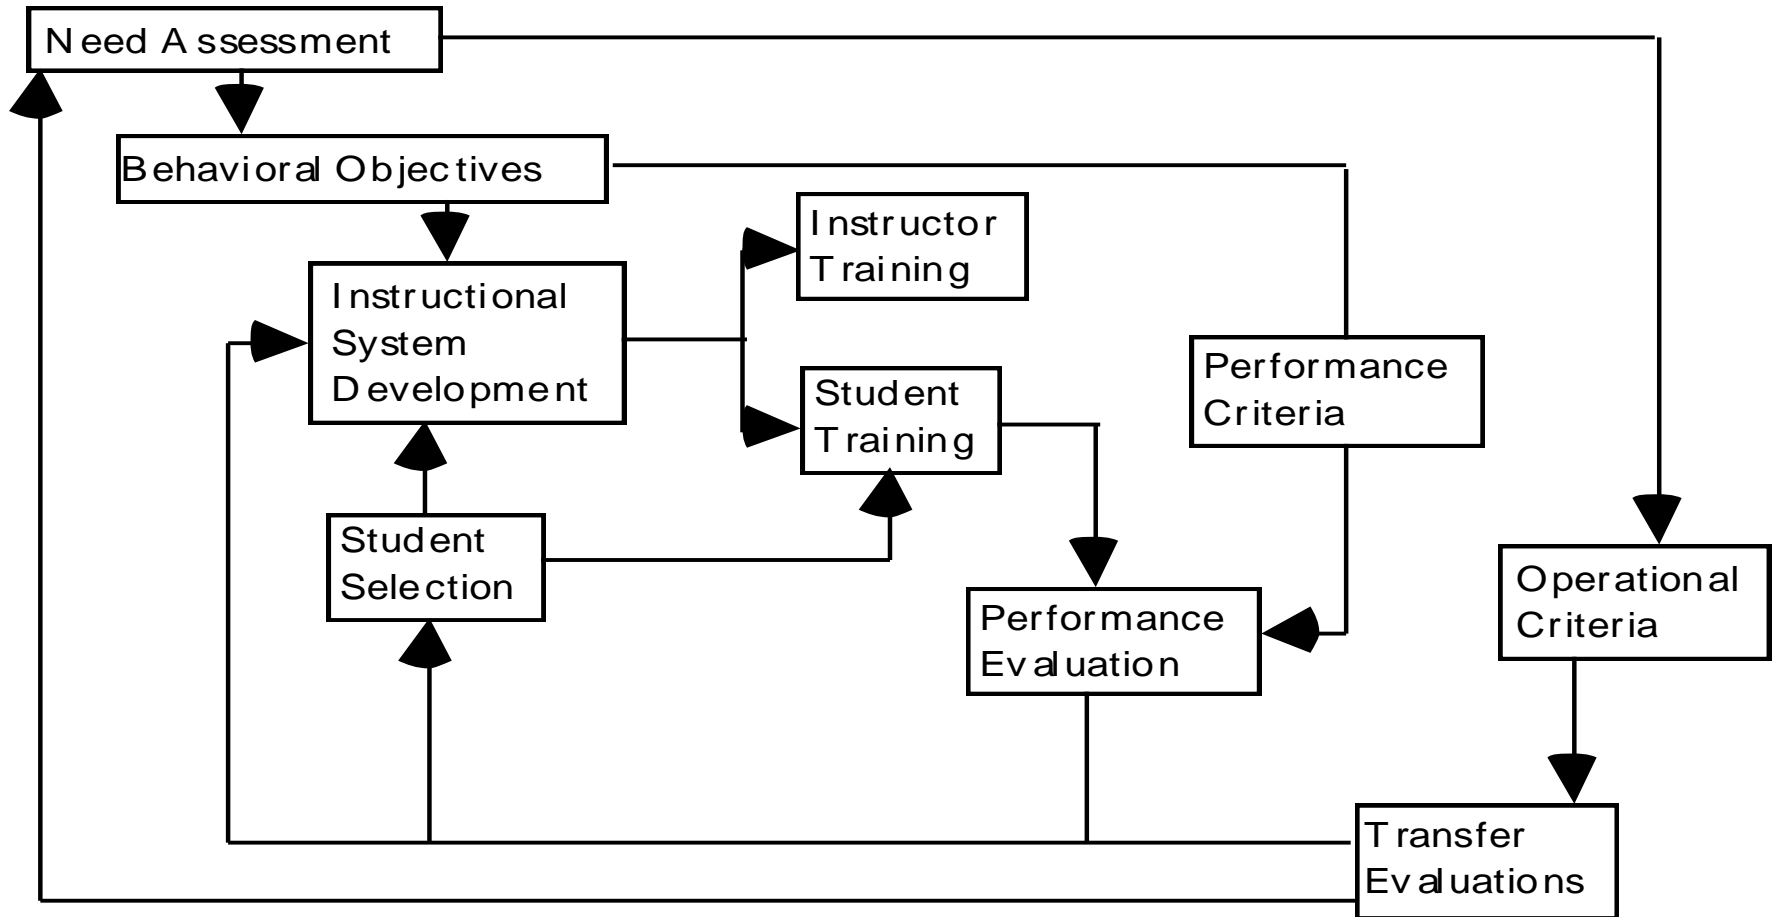 Need Assessment
Behavioral Objectives
Instructor
Training
Instructional
System
Development
Performance
Criteria
Student
Training
Student
Selection
Operational
Criteria
Performance
Evaluation
Transfer
Evaluations